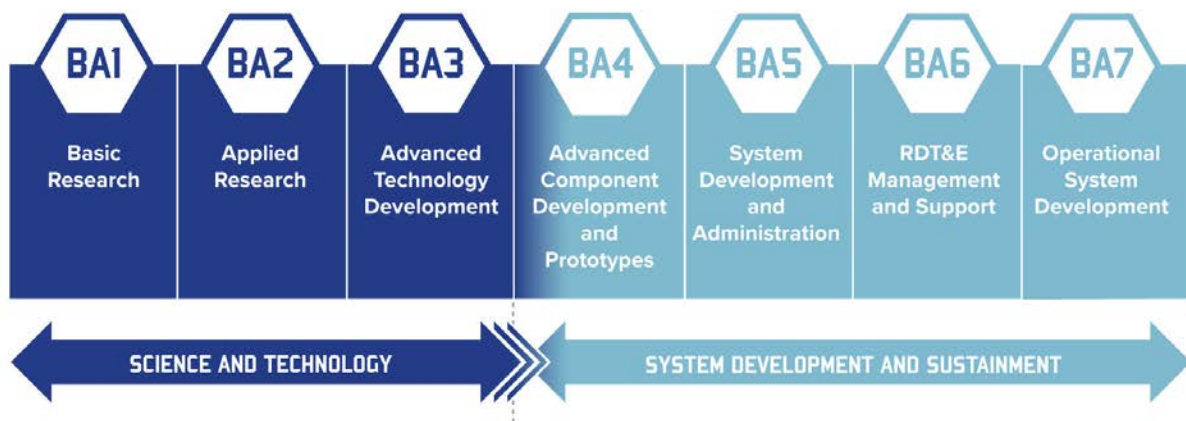 BA1
Basic
Research
BA2
Applied
Research
BA3
Advanced
Technology
Development
BA4
Advanced
Component
Development
and
Prototypes
BA5
System
Development
and
Administration
BA6
RDT&E
Management
and Support
BA7
Operational
System
Development
SCIENCE AND TECHNOLOGY
SYSTEM DEVELOPMENT AND SUSTAINMENT